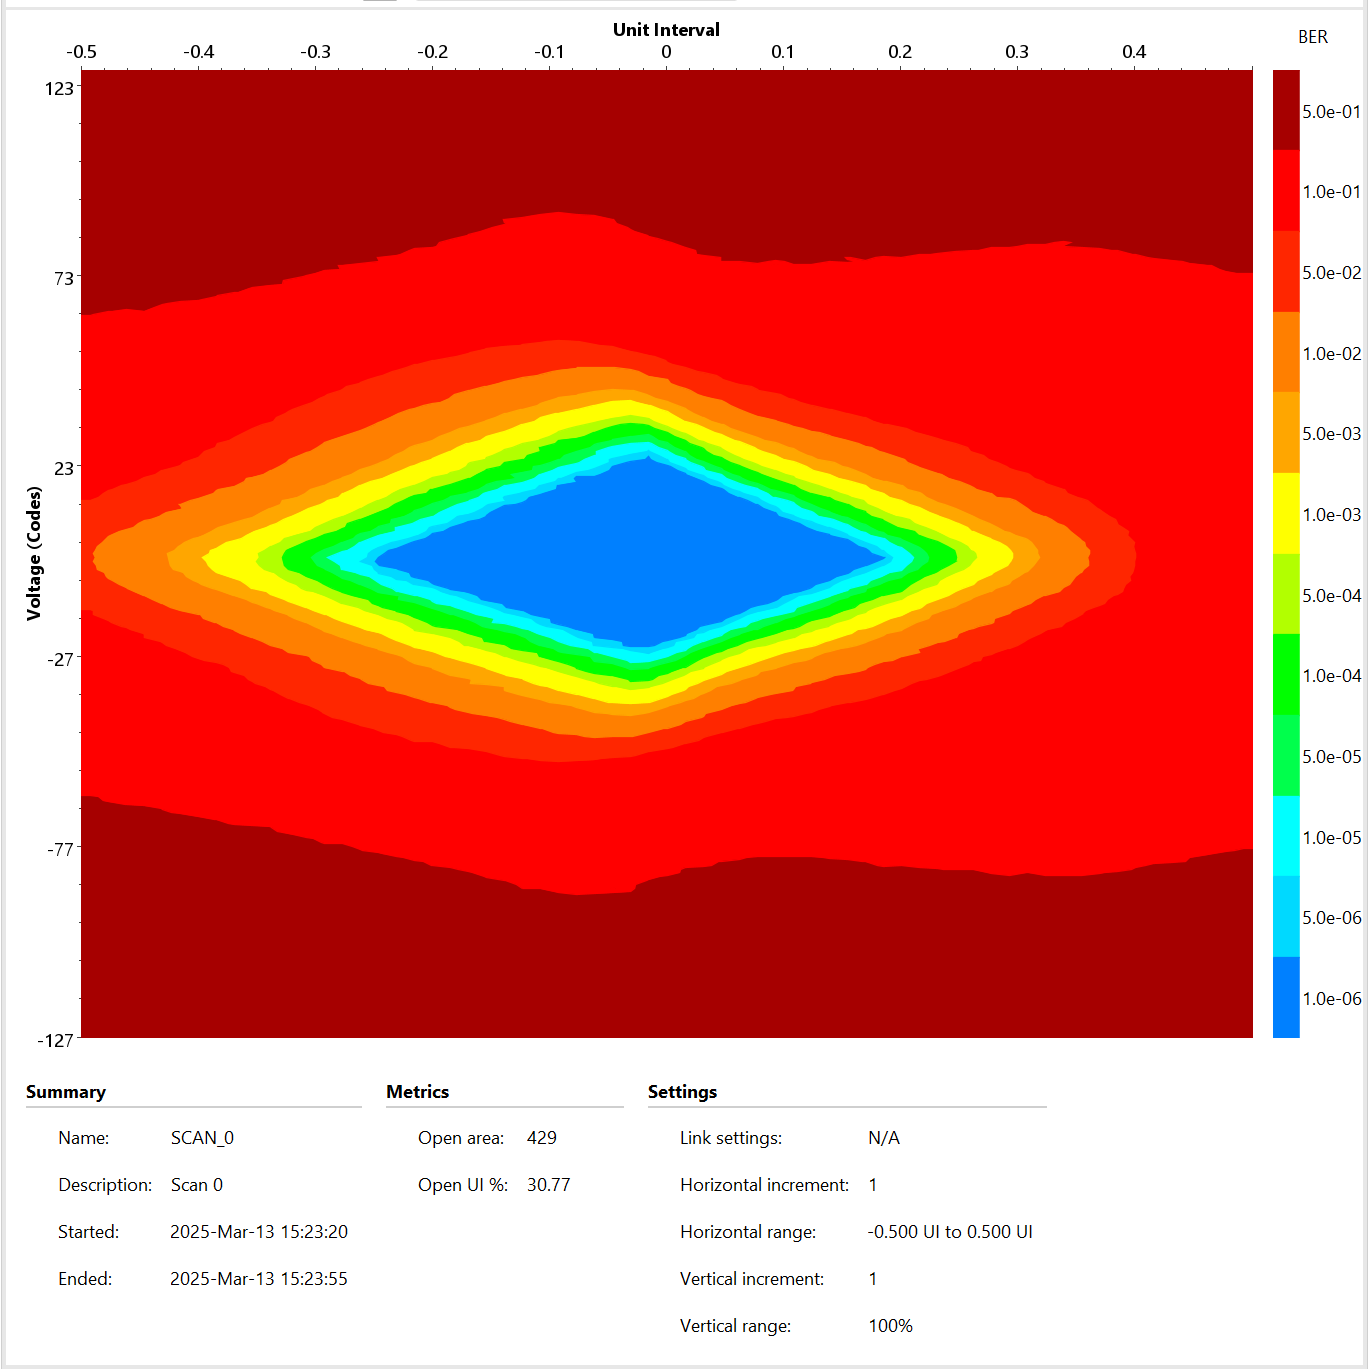 Unit Interval
BER
-0.5 -0.4 -0.3 -0.2 -0.1 0 0.1 0.2 0.3 0.4
123
73
23
-27
-77
-127
Voltage (Codes)
5.0e-01
1.0e-01
5.0e-02
1.0e-02
5.0e-03
1.0e-03
5.0e-04
1.0e-04
5.0e-05
1.0e-05
5.0e-06
1.0e-06
Summary
Name: SCAN_0
Description: Scan 0
Started: 2025-Mar-13 15:23:20
Ended: 2025-Mar-13 15:23:55
Metrics
Open area: 429
Open UI %: 30.77
Settings
Link settings: N/A
Horizontal increment: 1
Horizontal range: -0.500 UI to 0.500 UI
Vertical increment: 1
Vertical range: 100%